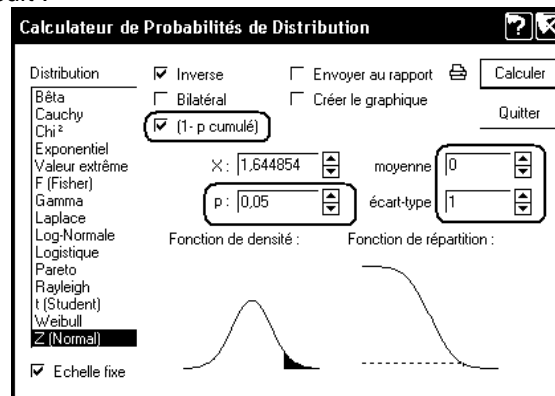 Calculateur de Probabilités de Distribution
Distribution
Bêta
Cauchy
Chi²
Exponentiel
Valeur extrême
F (Fisher)
Gamma
Laplace
Log-Normale
Logistique
Pareto
Rayleigh
t (Student)
Weibull
Z (Normal)
Echelle fixe
Inverse
Envoyer au rapport
Calculer
Bilatéral
Créer le graphique
Quitter
(1- p cumulé)
X : 1,644854
moyenne 0
p : 0,05
écart-type 1
Fonction de densité :
Fonction de répartition :